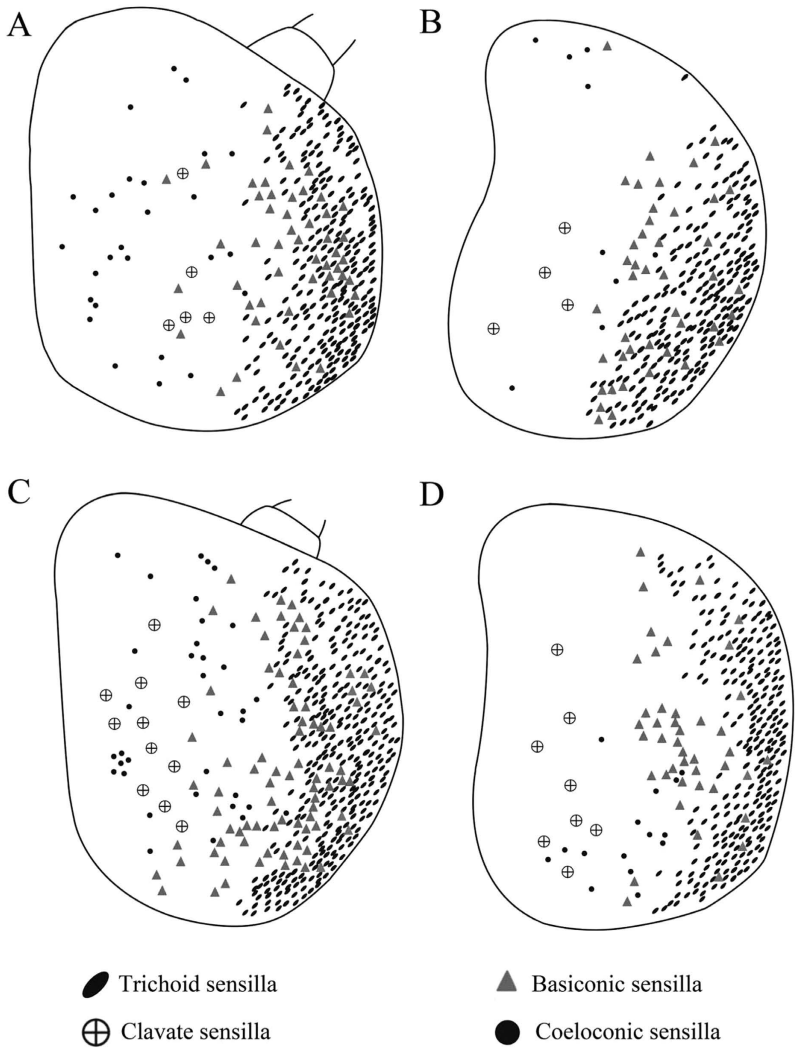 A
B
C
D
Trichoid sensilla
Basiconic sensilla
Clavate sensilla
Coeloconic sensilla